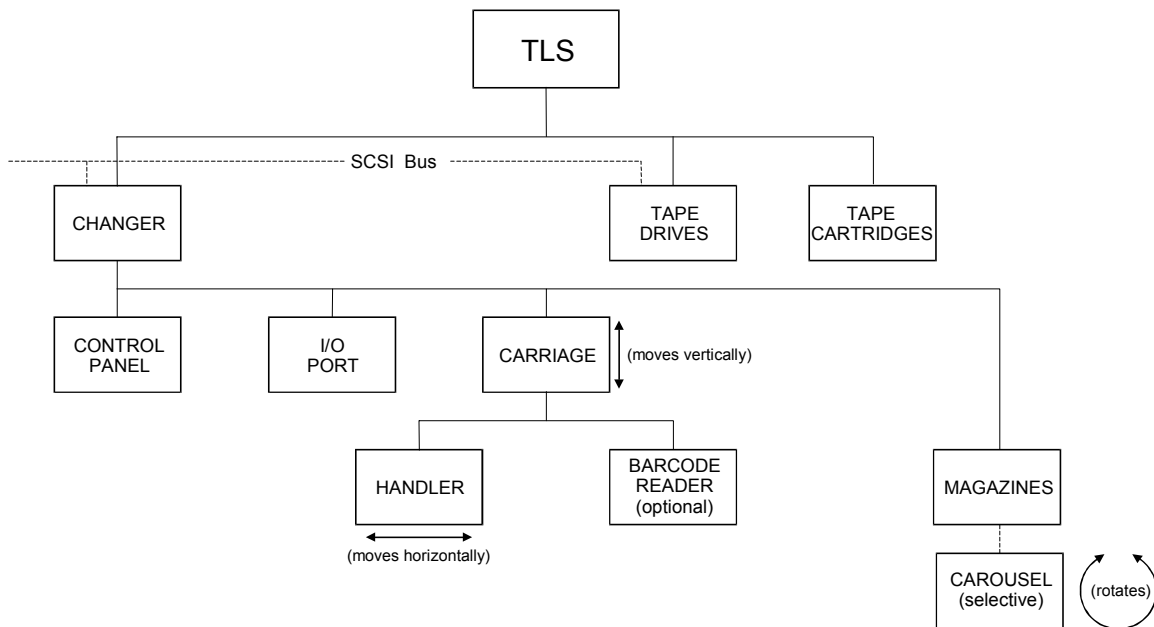 TLS
SCSI Bus
CHANGER
TAPE
DRIVES
TAPE
CARTRIDGES
CONTROL
PANEL
I/O
PORT
CARRIAGE
(moves vertically)
HANDLER
(moves horizontally)
BARCODE
READER
(optional)
MAGAZINES
CAROUSEL
(selective)
(rotates)